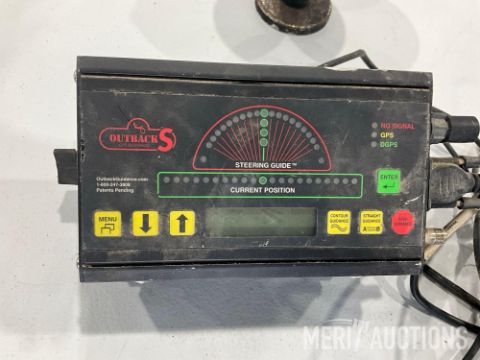 NO SIGNAL
GPS
DGPS
OUTBACK S
STEERING GUIDE™
OutbackGuidance.com
Patents Pending
CURRENT POSITION
ENTER
MENU
CONTOUR
GUIDANCE
STRAIGHT
GUIDANCE
MERIT AUCTIONS